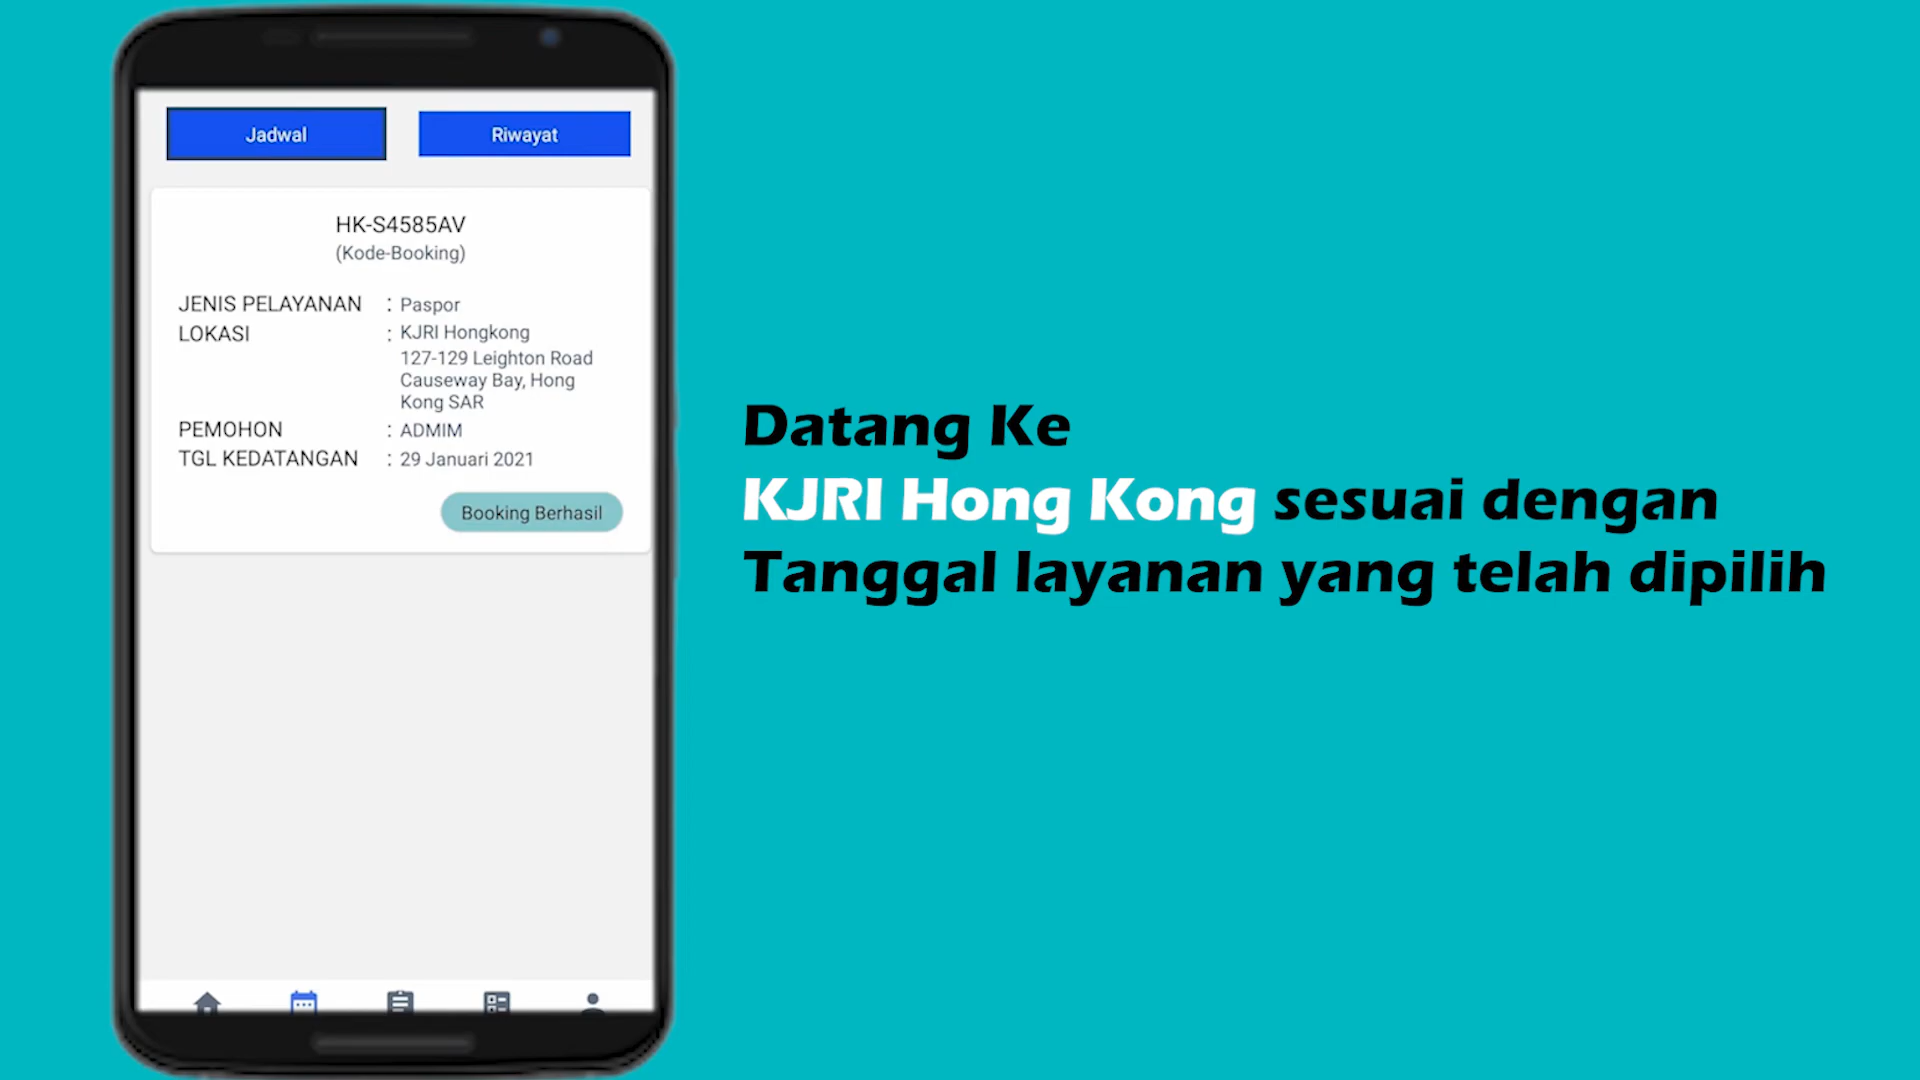 Jadwal
Riwayat
HK-S4585AV
(Kode-Booking)
JENIS PELAYANAN : Paspor
LOKASI : KJRI Hongkong
127-129 Leighton Road
Causeway Bay, Hong
Kong SAR
PEMOHON : ADMIM
TGL KEDATANGAN : 29 Januari 2021
Booking Berhasil
Datang Ke
KJRI Hong Kong sesuai dengan
Tanggal layanan yang telah dipilih